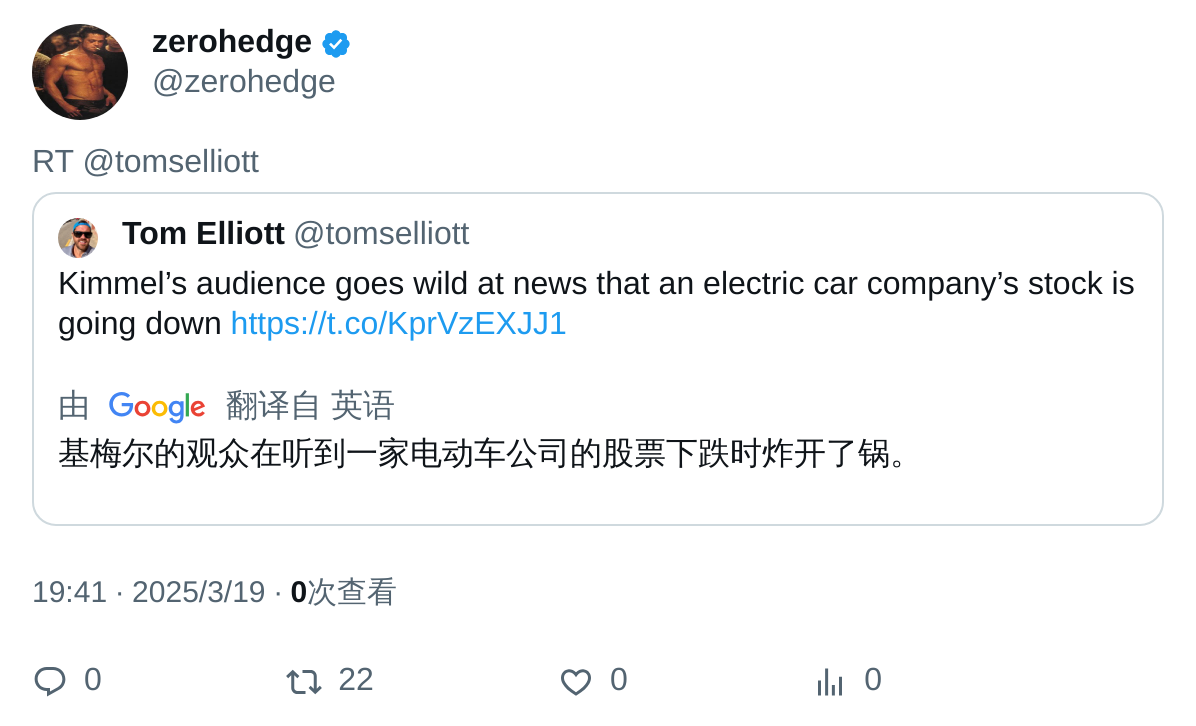 zerohedge
@zerohedge
RT @tomselliott
Tom Elliott @tomselliott
Kimmel’s audience goes wild at news that an electric car company’s stock is
going down https://t.co/KprVzEXJJ1
由 Google 翻译自 英语
基梅尔的观众在听到一家电动车公司的股票下跌时炸开了锅。
19:41 · 2025/3/19 · 0次查看
0 22 0 0